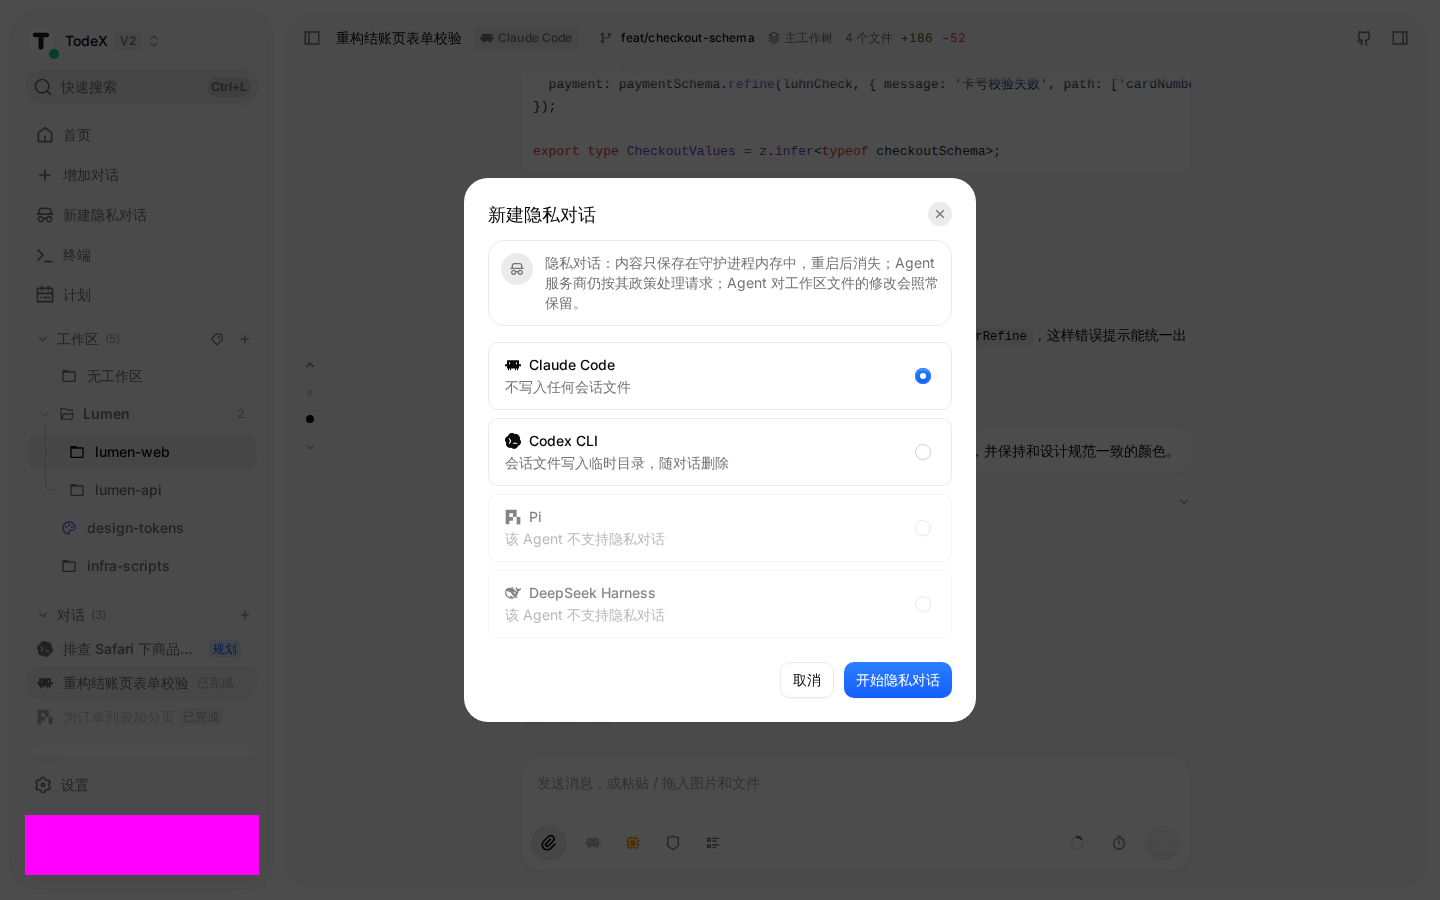 TodeX V2
快速搜索 Ctrl+L
首页
增加对话
新建隐私对话
终端
计划
工作区 (5)
无工作区
Lumen 2
lumen-web
lumen-api
design-tokens
infra-scripts
对话 (3)
排查 Safari 下商品... 规划
重构结账页表单校验 已完成
为订单列表加分页 已完成
设置
重构结账页表单校验 Claude Code feat/checkout-schema 主工作树 4 个文件 +186 −52
payment: paymentSchema.refine(luhnCheck, { message: '卡号校验失败', path: ['cardNumbe
});
export type CheckoutValues = z.infer<typeof checkoutSchema>;
rRefine ，这样错误提示能统一出
，并保持和设计规范一致的颜色。
新建隐私对话
隐私对话：内容只保存在守护进程内存中，重启后消失；Agent
服务商仍按其政策处理请求；Agent 对工作区文件的修改会照常
保留。
Claude Code
不写入任何会话文件
Codex CLI
会话文件写入临时目录，随对话删除
Pi
该 Agent 不支持隐私对话
DeepSeek Harness
该 Agent 不支持隐私对话
取消 开始隐私对话
发送消息，或粘贴 / 拖入图片和文件